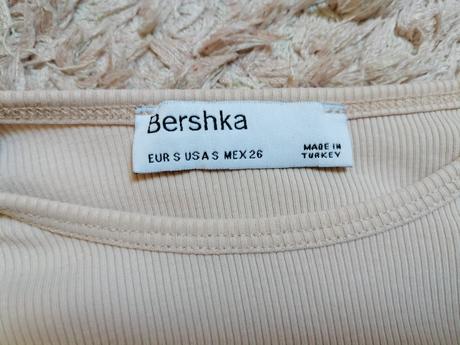 Bershka
EUR S USA S MEX 26
MADE IN
TURKEY